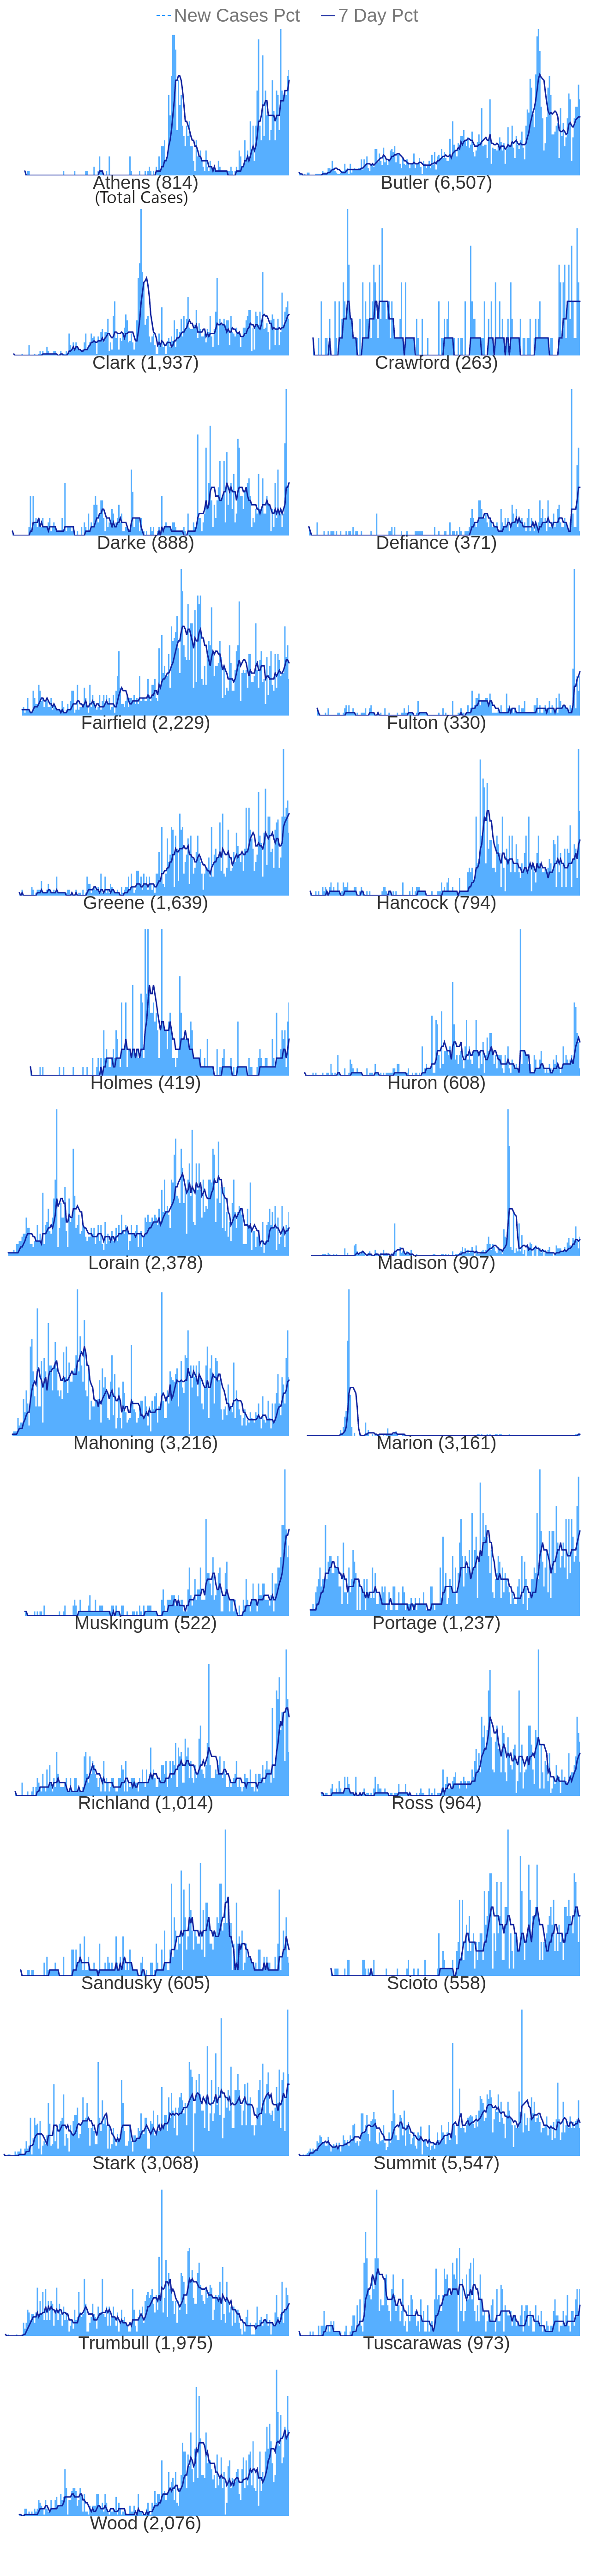 New Cases Pct 7 Day Pct
Athens (814) Butler (6,507)
(Total Cases)
Clark (1,937) Crawford (263)
Darke (888) Defiance (371)
Fairfield (2,229) Fulton (330)
Greene (1,639) Hancock (794)
Holmes (419) Huron (608)
Lorain (2,378) Madison (907)
Mahoning (3,216) Marion (3,161)
Muskingum (522) Portage (1,237)
Richland (1,014) Ross (964)
Sandusky (605) Scioto (558)
Stark (3,068) Summit (5,547)
Trumbull (1,975) Tuscarawas (973)
Wood (2,076)